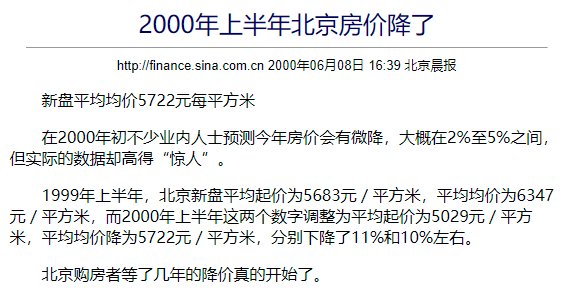 2000年上半年北京房价降了
http://finance.sina.com.cn 2000年06月08日 16:39 北京晨报
新盘平均均价5722元每平方米
在2000年初不少业内人士预测今年房价会有微降，大概在2%至5%之间，
但实际的数据却高得“惊人”。
1999年上半年，北京新盘平均起价为5683元／平方米，平均均价为6347
元／平方米，而2000年上半年这两个数字调整为平均起价为5029元／平方
米，平均均价降为5722元／平方米，分别下降了11%和10%左右。
北京购房者等了几年的降价真的开始了。